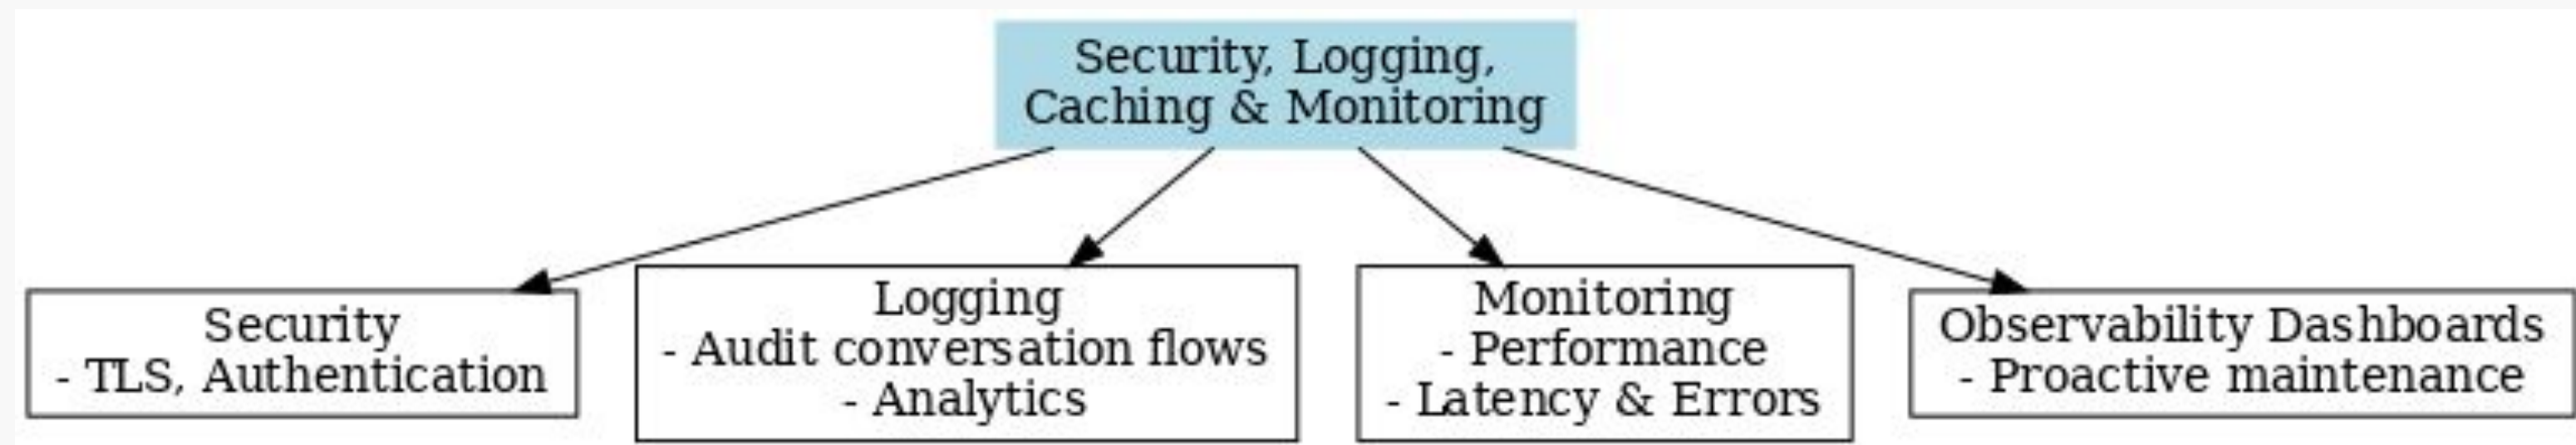 Security, Logging,
Caching & Monitoring
Security
- TLS, Authentication
Logging
- Audit conversation flows
- Analytics
Monitoring
- Performance
- Latency & Errors
Observability Dashboards
- Proactive maintenance